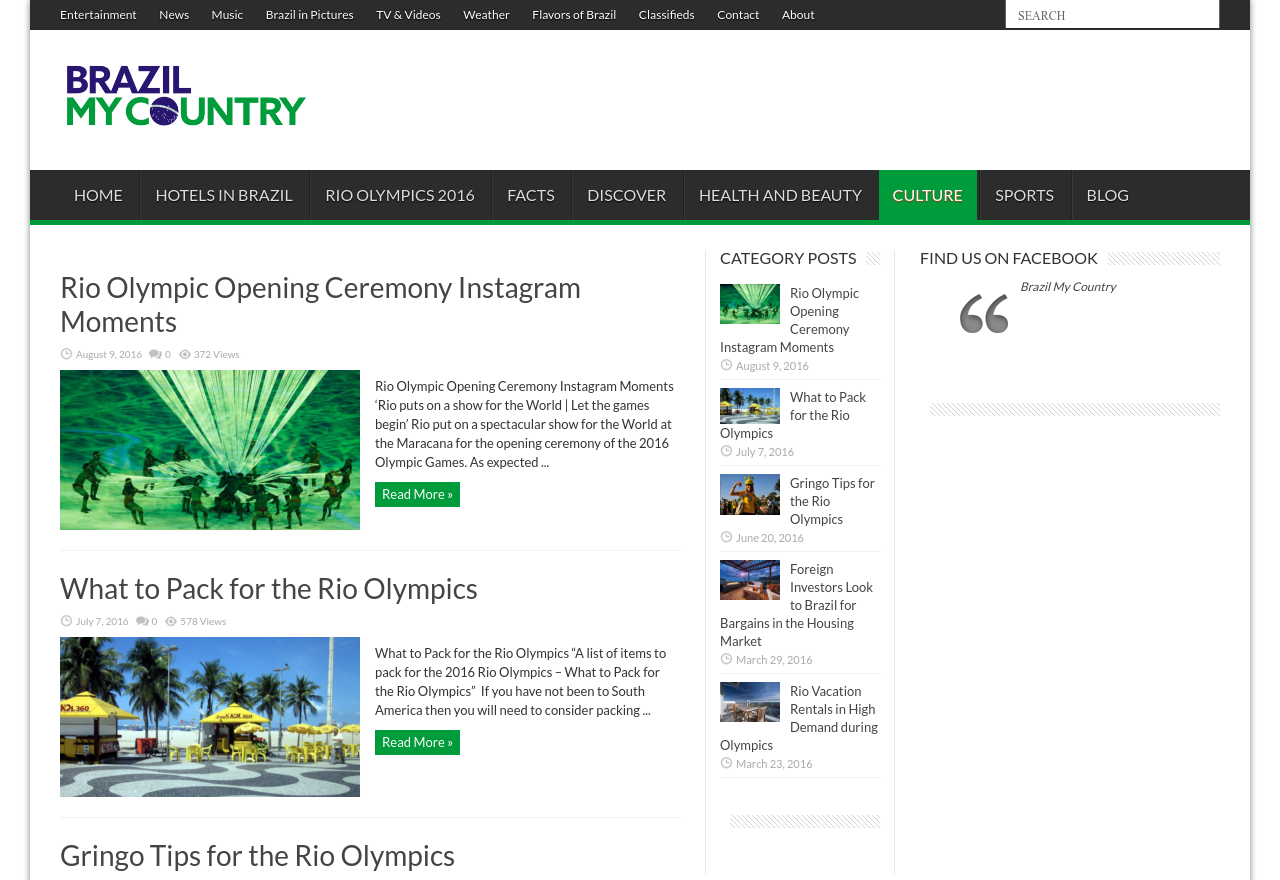 Entertainment News Music Brazil in Pictures TV & Videos Weather Flavors of Brazil Classifieds Contact About SEARCH
BRAZIL
MY COUNTRY
HOME HOTELS IN BRAZIL RIO OLYMPICS 2016 FACTS DISCOVER HEALTH AND BEAUTY CULTURE SPORTS BLOG
Rio Olympic Opening Ceremony Instagram
Moments
August 9, 2016 0 372 Views
Rio Olympic Opening Ceremony Instagram Moments
‘Rio puts on a show for the World | Let the games
begin’ Rio put on a spectacular show for the World at
the Maracana for the opening ceremony of the 2016
Olympic Games. As expected ...
Read More »
What to Pack for the Rio Olympics
July 7, 2016 0 578 Views
SKOL 360
What to Pack for the Rio Olympics “A list of items to
pack for the 2016 Rio Olympics – What to Pack for
the Rio Olympics” If you have not been to South
America then you will need to consider packing ...
Read More »
Gringo Tips for the Rio Olympics
CATEGORY POSTS
Rio Olympic
Opening
Ceremony
Instagram Moments
August 9, 2016
What to Pack
for the Rio
Olympics
July 7, 2016
Gringo Tips for
the Rio
Olympics
June 20, 2016
Foreign
Investors Look
to Brazil for
Bargains in the Housing
Market
March 29, 2016
Rio Vacation
Rentals in High
Demand during
Olympics
March 23, 2016
FIND US ON FACEBOOK
Brazil My Country